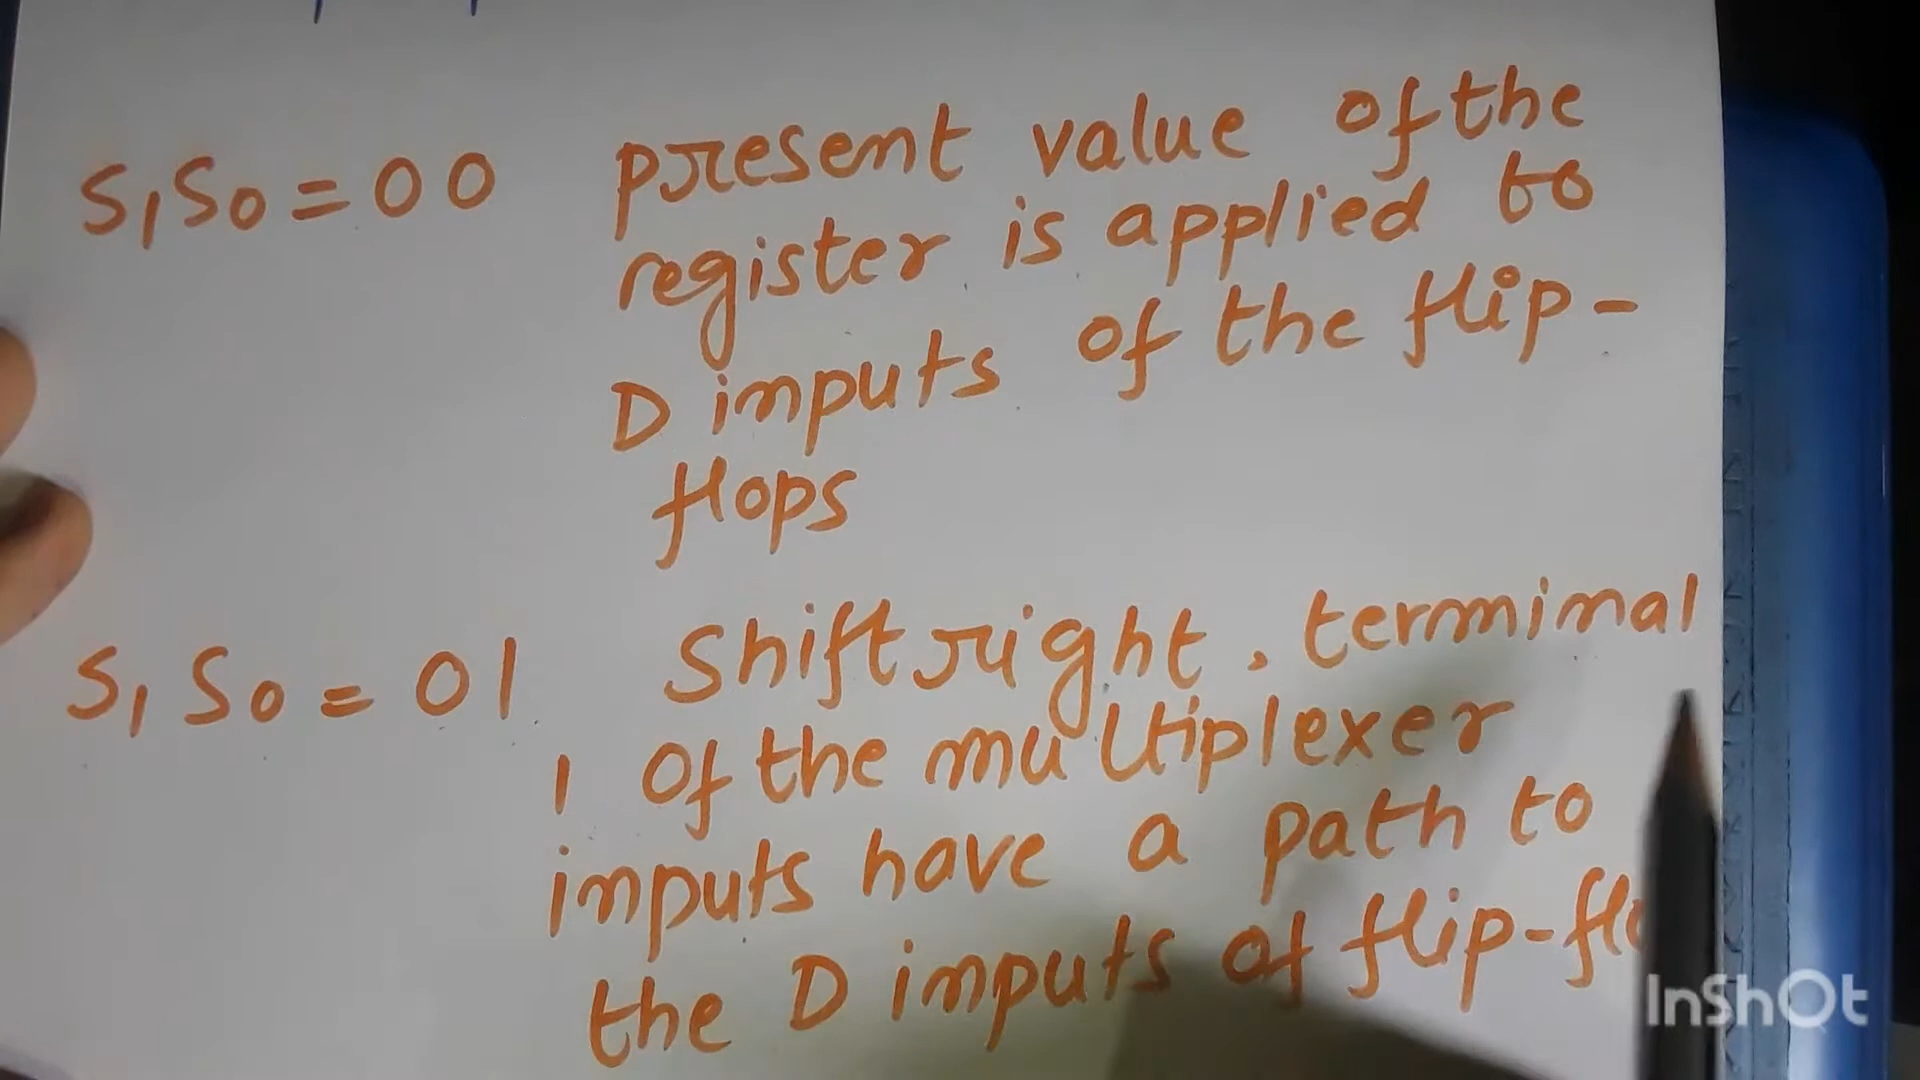 S1S0 = 00 present value of the
register is applied to
D inputs of the flip-
flops
S1S0 = 01 Shift right. terminal
1 of the multiplexer
inputs have a path to
the D inputs of flip-
InShOt